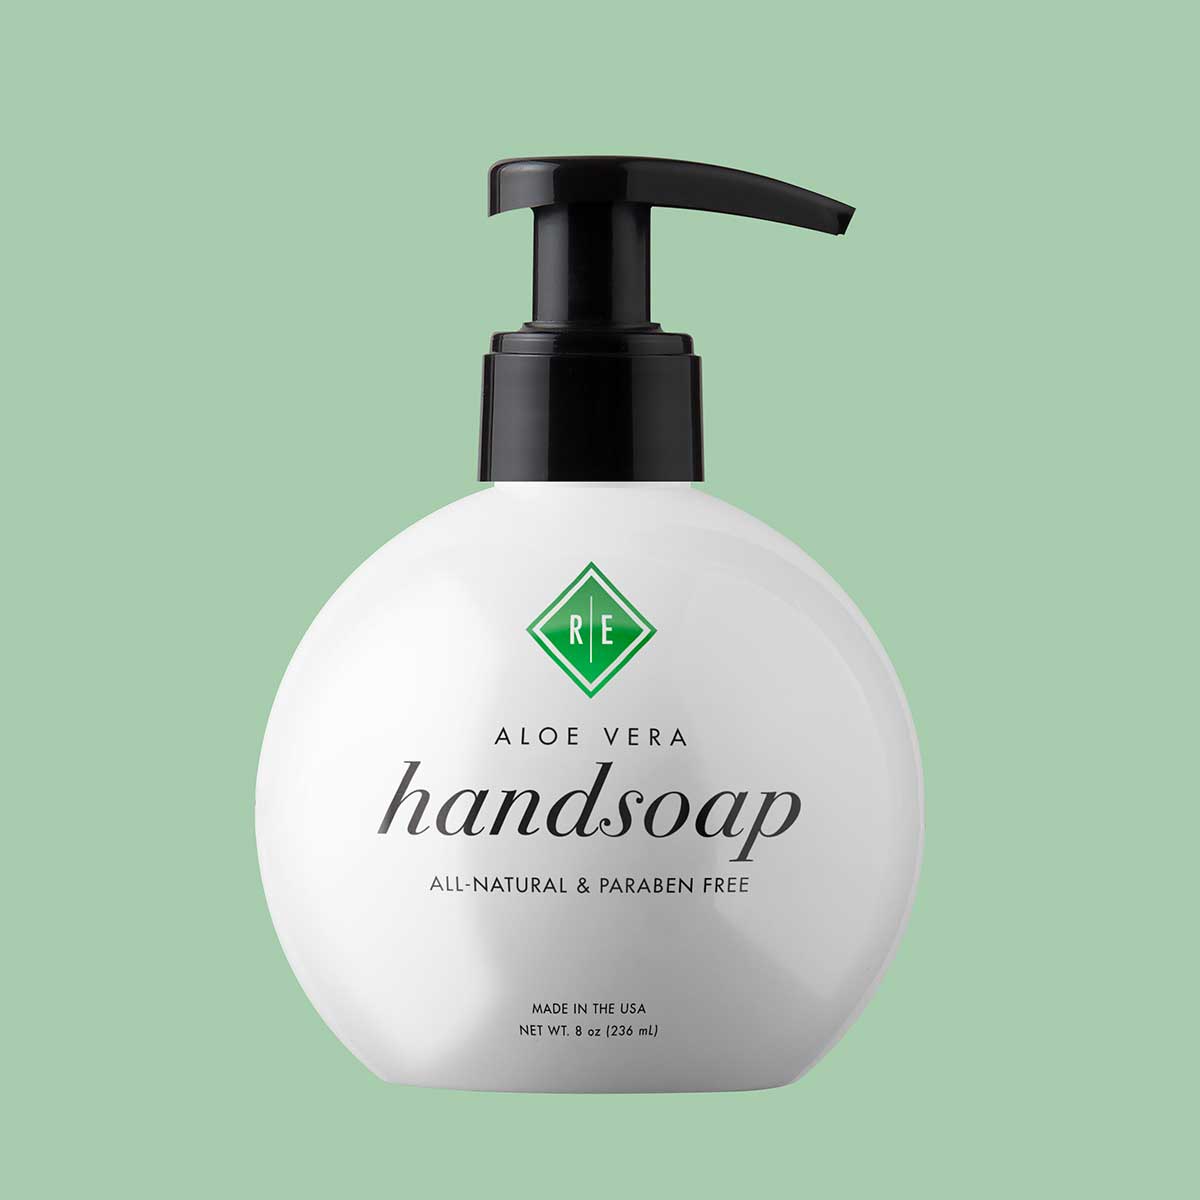 R|E
ALOE VERA
handsoap
ALL-NATURAL & PARABEN FREE
MADE IN THE USA
NET WT. 8 oz (236 mL)